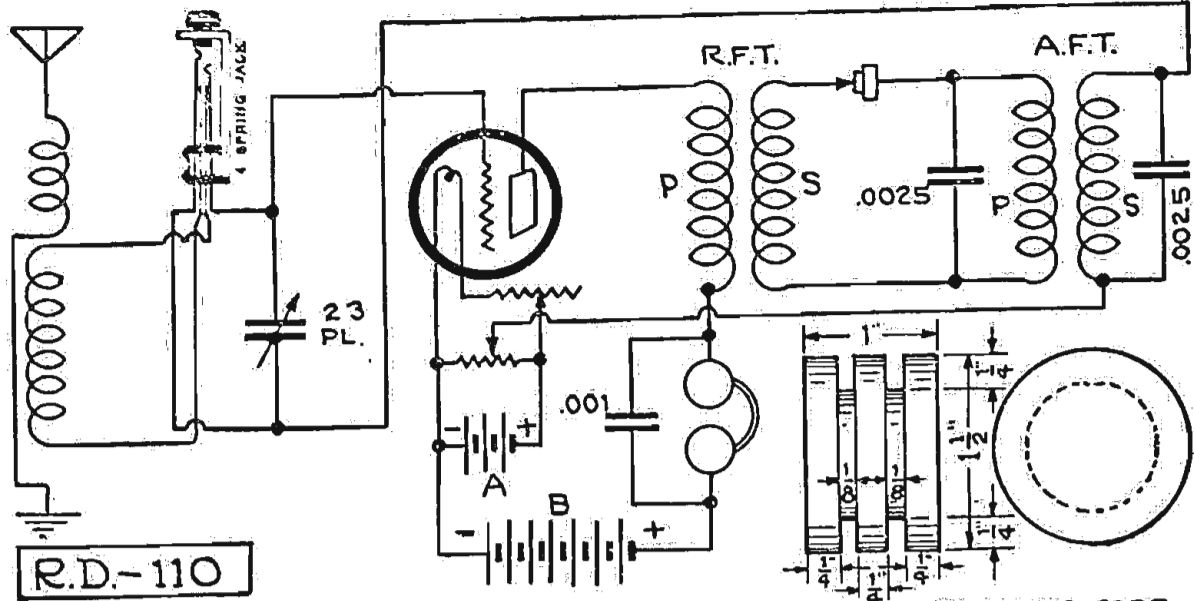 R.F.T.
A.F.T.
4 SPRING JACK
P
S
.0025
P
S
.0025
23
PL.
.001
- A +
- B +
1"
1/4"
1 1/2"
1/8
1/8
1/4"
1/4"
1/4"
1/4"
R.D.-110